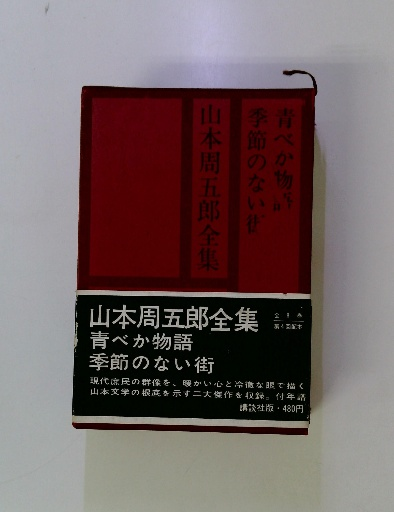 青べか物語
季節のない街
山本周五郎全集
山本周五郎全集
青べか物語
季節のない街
現代庶民の群像を、暖かい心と冷徹な眼で描く
山本文学の根底を示す二大傑作を収録。付年譜
講談社版・480円